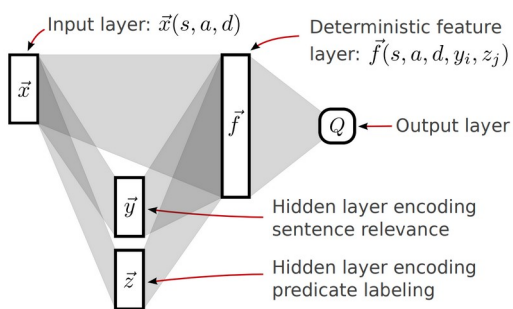 Input layer: x⃗(s, a, d)
Deterministic feature
layer: f⃗(s, a, d, yᵢ, zⱼ)
x⃗
f⃗
Q
Output layer
y⃗
Hidden layer encoding
sentence relevance
z⃗
Hidden layer encoding
predicate labeling